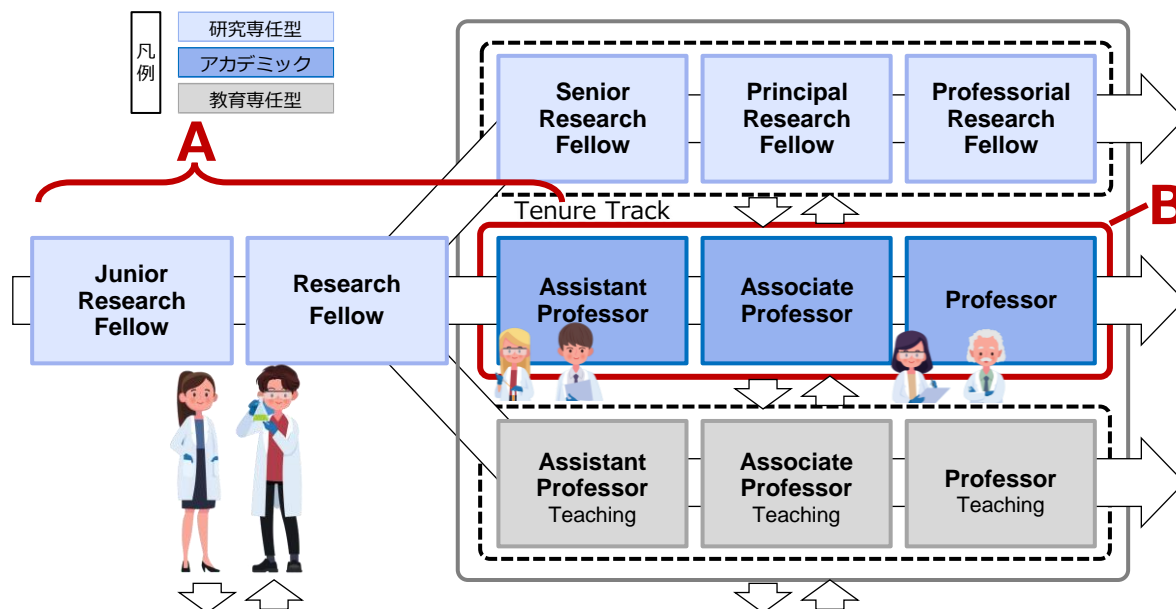 凡
例
研究専任型
アカデミック
教育専任型
A
Senior
Research
Fellow
Principal
Research
Fellow
Professorial
Research
Fellow
Tenure Track
B
Junior
Research
Fellow
Research
Fellow
Assistant
Professor
Associate
Professor
Professor
Assistant
Professor
Teaching
Associate
Professor
Teaching
Professor
Teaching